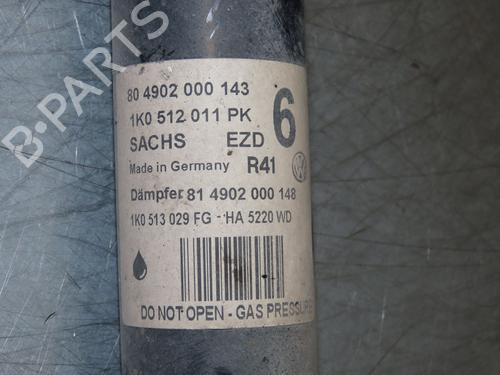 80 4902 000 143
1K0 512 011 PK 6
SACHS EZD
Made in Germany R41
Dämpfer 81 4902 000 148
1K0 513 029 FG - HA 5220 WD
DO NOT OPEN - GAS PRESSURE
B-PARTS